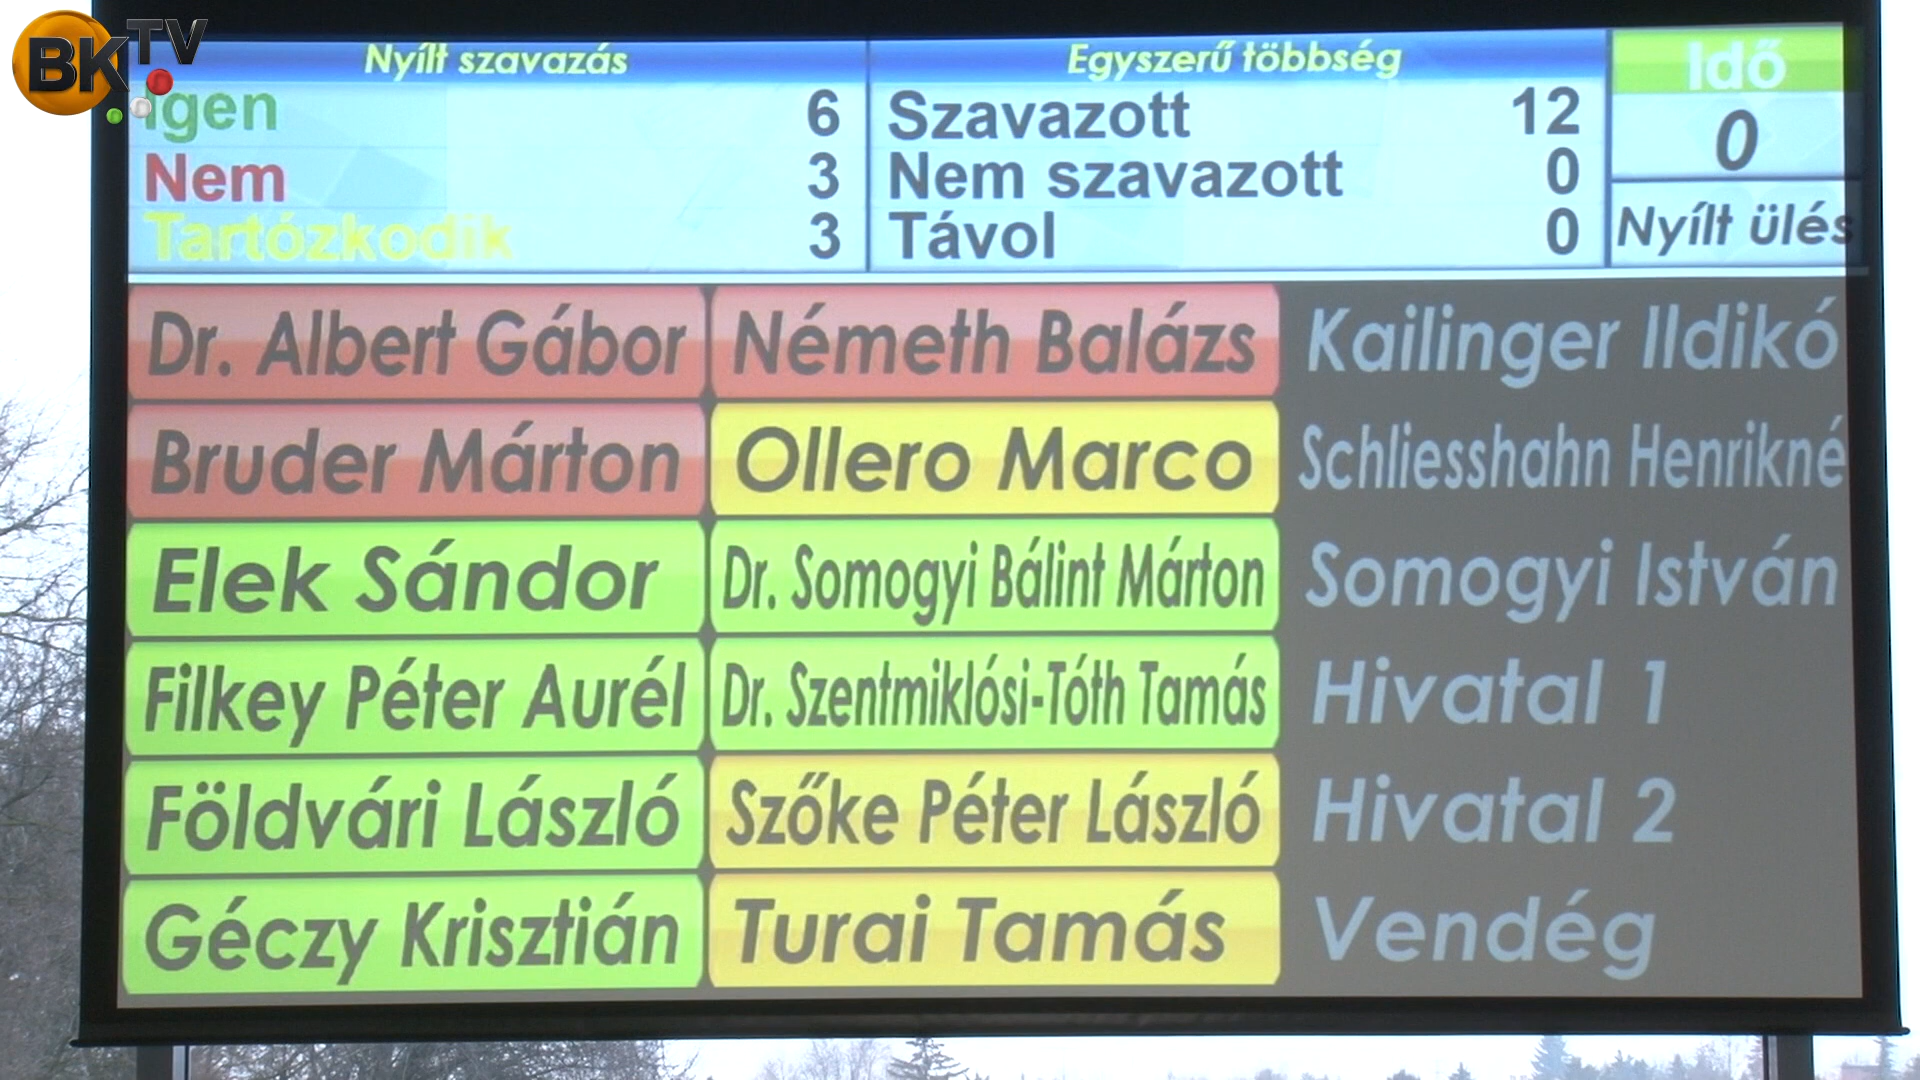 BKTV
Nyílt szavazás
Igen 6
Nem 3
Tartózkodik 3
Egyszerű többség
Szavazott 12
Nem szavazott 0
Távol 0
Idő
0
Nyílt ülés
Dr. Albert Gábor
Bruder Márton
Elek Sándor
Filkey Péter Aurél
Földvári László
Géczy Krisztián
Németh Balázs
Ollero Marco
Dr. Somogyi Bálint Márton
Dr. Szentmiklósi-Tóth Tamás
Szőke Péter László
Turai Tamás
Kailinger Ildikó
Schliesshahn Henrikné
Somogyi István
Hivatal 1
Hivatal 2
Vendég